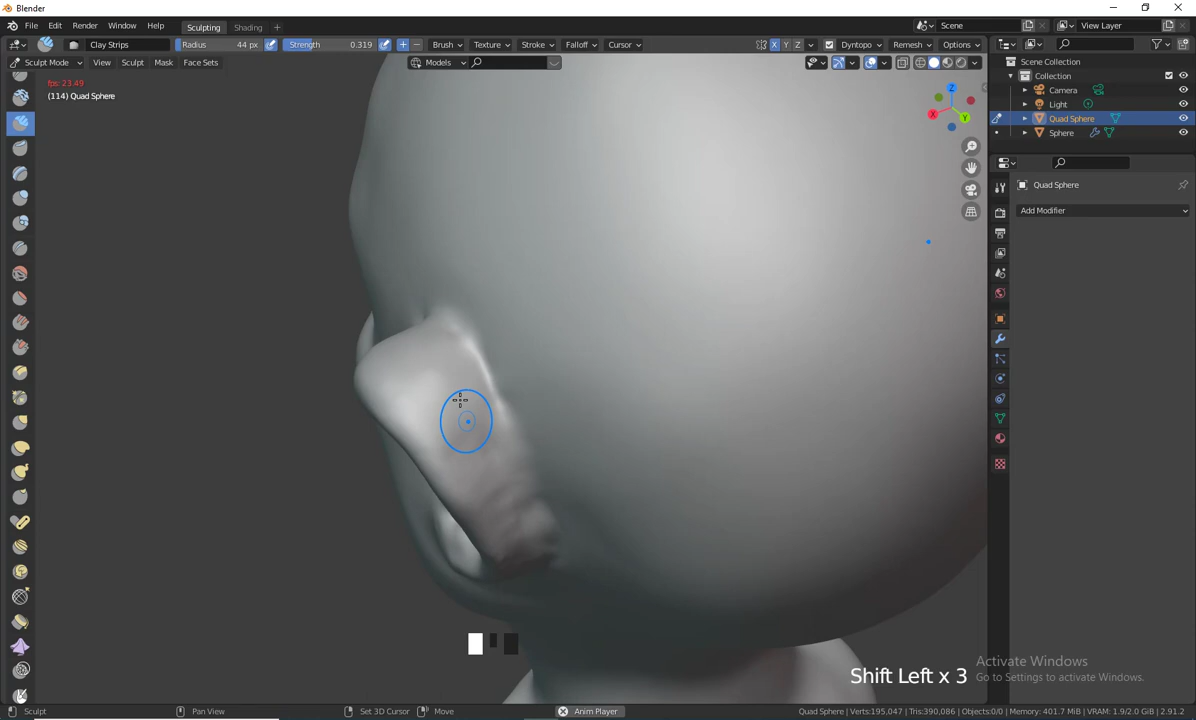 Blender
File Edit Render Window Help Sculpting Shading + Scene View Layer
Clay Strips Radius 44 px Strength 0.319 + − Brush Texture Stroke Falloff Cursor X Y Z Dyntopo Remesh Options
Sculpt Mode View Sculpt Mask Face Sets Models
fps: 23.49
(114) Quad Sphere
Z
X
Y
Scene Collection
Collection
Camera
Light
Quad Sphere
Sphere
Quad Sphere
Add Modifier
Shift Left x 3
Activate Windows
Go to Settings to activate Windows.
Sculpt Pan View Set 3D Cursor Move Anim Player Quad Sphere | Verts:195,047 | Tris:390,086 | Objects:0/0 | Memory: 401.7 MiB | VRAM: 1.9/2.0 GiB | 2.91.2